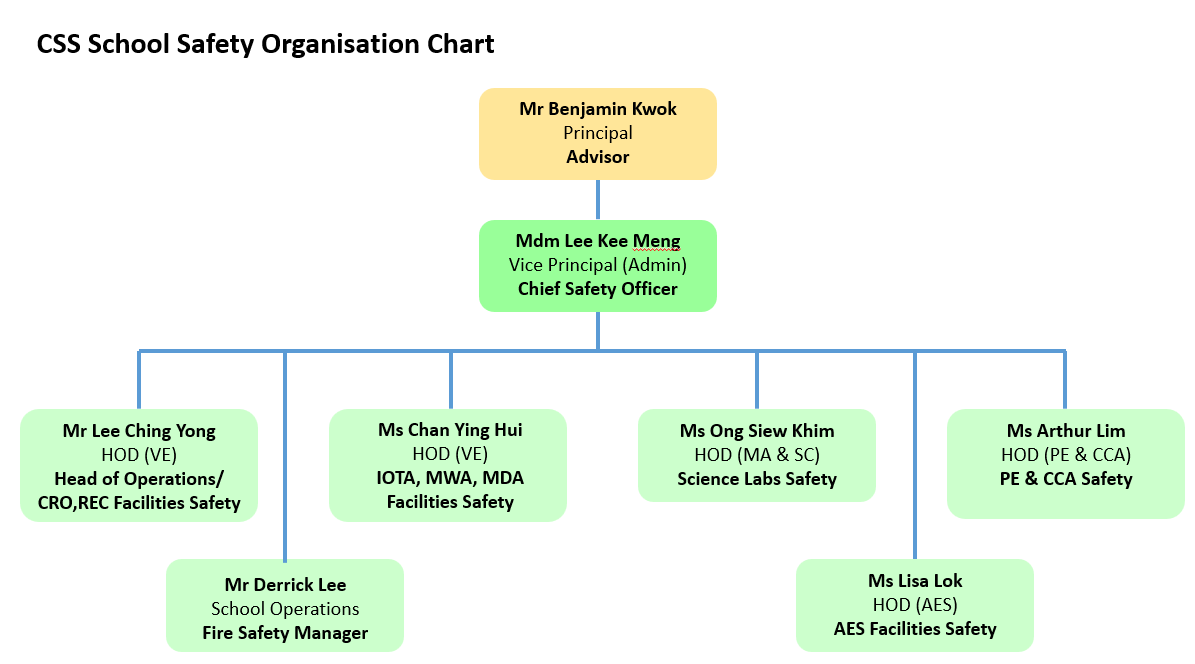 CSS School Safety Organisation Chart
Mr Benjamin Kwok
Principal
Advisor
Mdm Lee Kee Meng
Vice Principal (Admin)
Chief Safety Officer
Mr Lee Ching Yong
HOD (VE)
Head of Operations/
CRO,REC Facilities Safety
Ms Chan Ying Hui
HOD (VE)
IOTA, MWA, MDA
Facilities Safety
Ms Ong Siew Khim
HOD (MA & SC)
Science Labs Safety
Ms Arthur Lim
HOD (PE & CCA)
PE & CCA Safety
Mr Derrick Lee
School Operations
Fire Safety Manager
Ms Lisa Lok
HOD (AES)
AES Facilities Safety